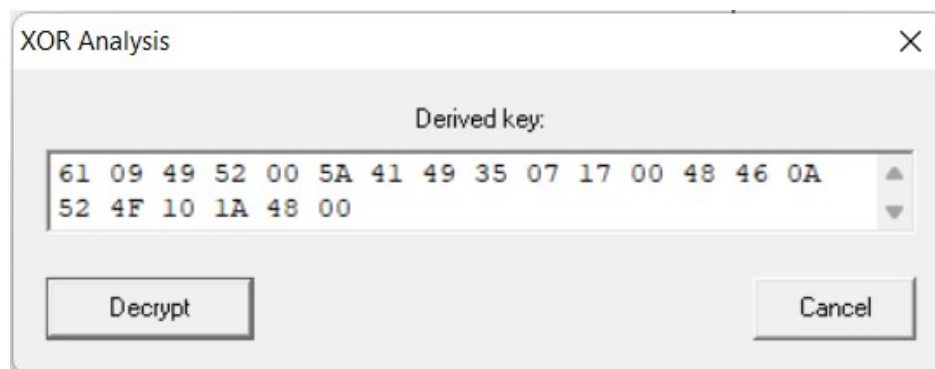 XOR Analysis
Derived key:
61 09 49 52 00 5A 41 49 35 07 17 00 48 46 0A
52 4F 10 1A 48 00
Decrypt Cancel